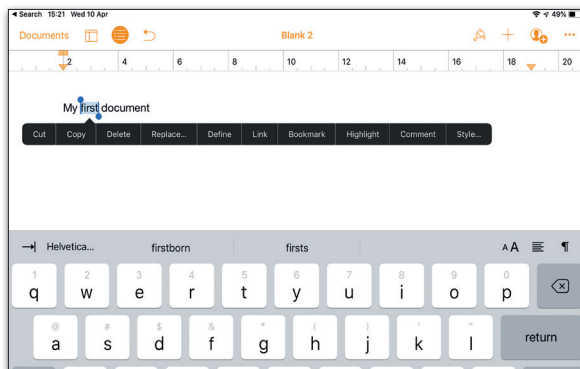 ◀ Search 15:21 Wed 10 Apr 49%
Documents Blank 2
2 4 6 8 10 12 14 16 18 20
My first document
Cut Copy Delete Replace... Define Link Bookmark Highlight Comment Style...
Helvetica... firstborn firsts AA ¶
1 2 3 4 5 6 7 8 9 0
q w e r t y u i o p
@ # $ & * ( ) ' "
a s d f g h j k l return